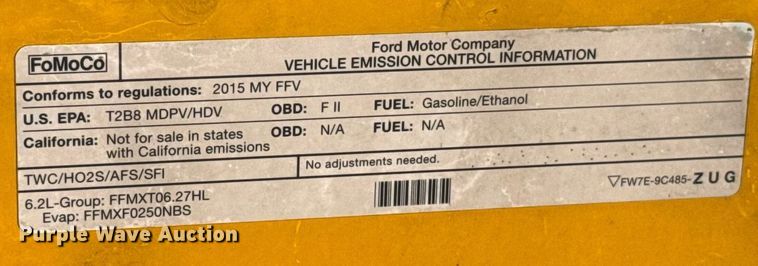 FoMoCo
Ford Motor Company
VEHICLE EMISSION CONTROL INFORMATION
Conforms to regulations: 2015 MY FFV
U.S. EPA: T2B8 MDPV/HDV OBD: F II FUEL: Gasoline/Ethanol
California: Not for sale in states with California emissions OBD: N/A FUEL: N/A
TWC/HO2S/AFS/SFI
No adjustments needed.
6.2L-Group: FFMXT06.27HL
Evap: FFMXF0250NBS
▽FW7E-9C485-ZUG
Purple Wave Auction